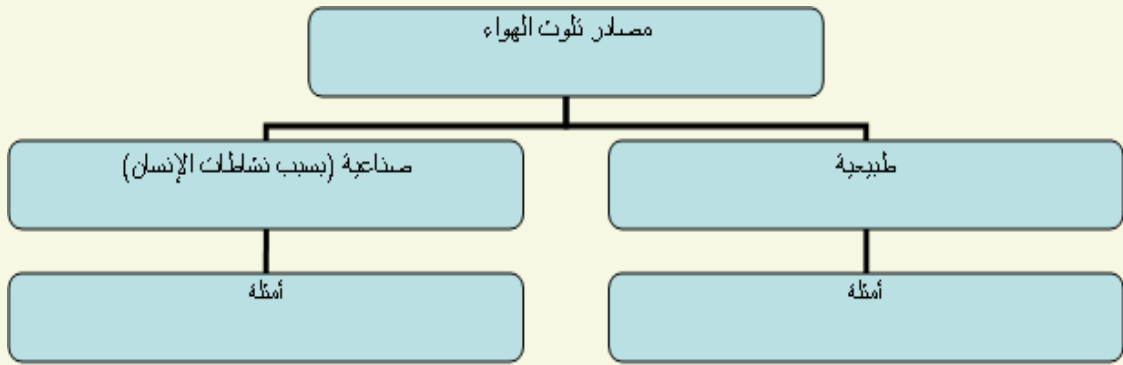 مصادر تلوث الهواء
طبيعية
صناعية (بسبب نشاطات الإنسان)
أمثلة
أمثلة